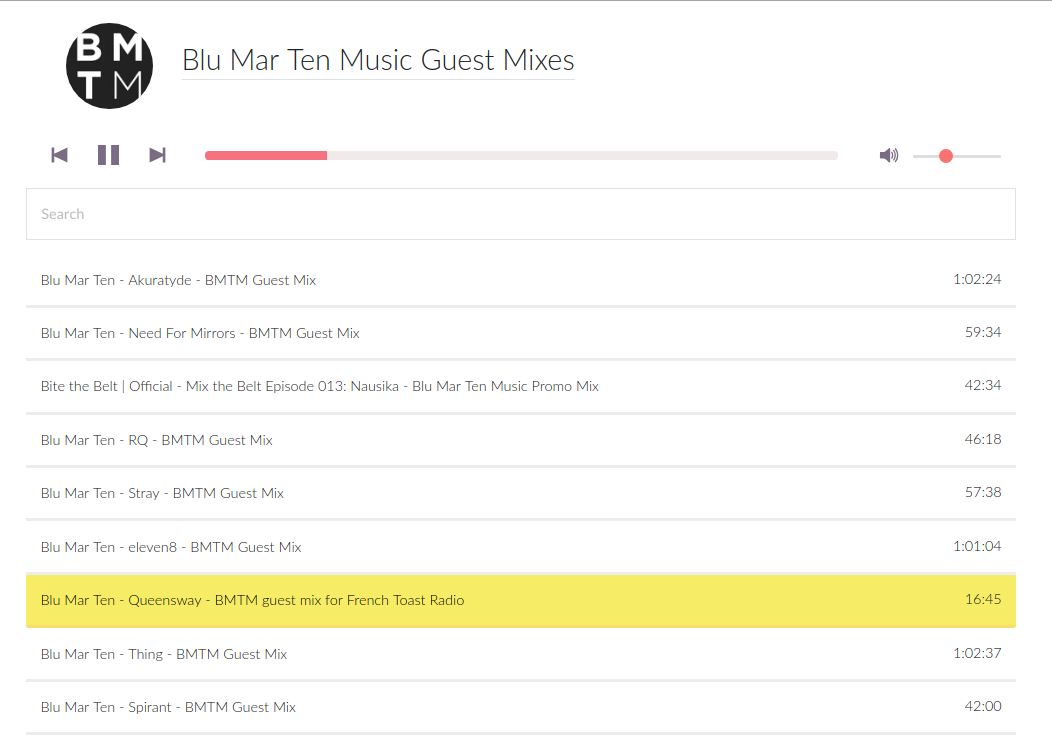 B M
T M
Blu Mar Ten Music Guest Mixes
Search
Blu Mar Ten - Akuratyde - BMTM Guest Mix 1:02:24
Blu Mar Ten - Need For Mirrors - BMTM Guest Mix 59:34
Bite the Belt | Official - Mix the Belt Episode 013: Nausika - Blu Mar Ten Music Promo Mix 42:34
Blu Mar Ten - RQ - BMTM Guest Mix 46:18
Blu Mar Ten - Stray - BMTM Guest Mix 57:38
Blu Mar Ten - eleven8 - BMTM Guest Mix 1:01:04
Blu Mar Ten - Queensway - BMTM guest mix for French Toast Radio 16:45
Blu Mar Ten - Thing - BMTM Guest Mix 1:02:37
Blu Mar Ten - Spirant - BMTM Guest Mix 42:00